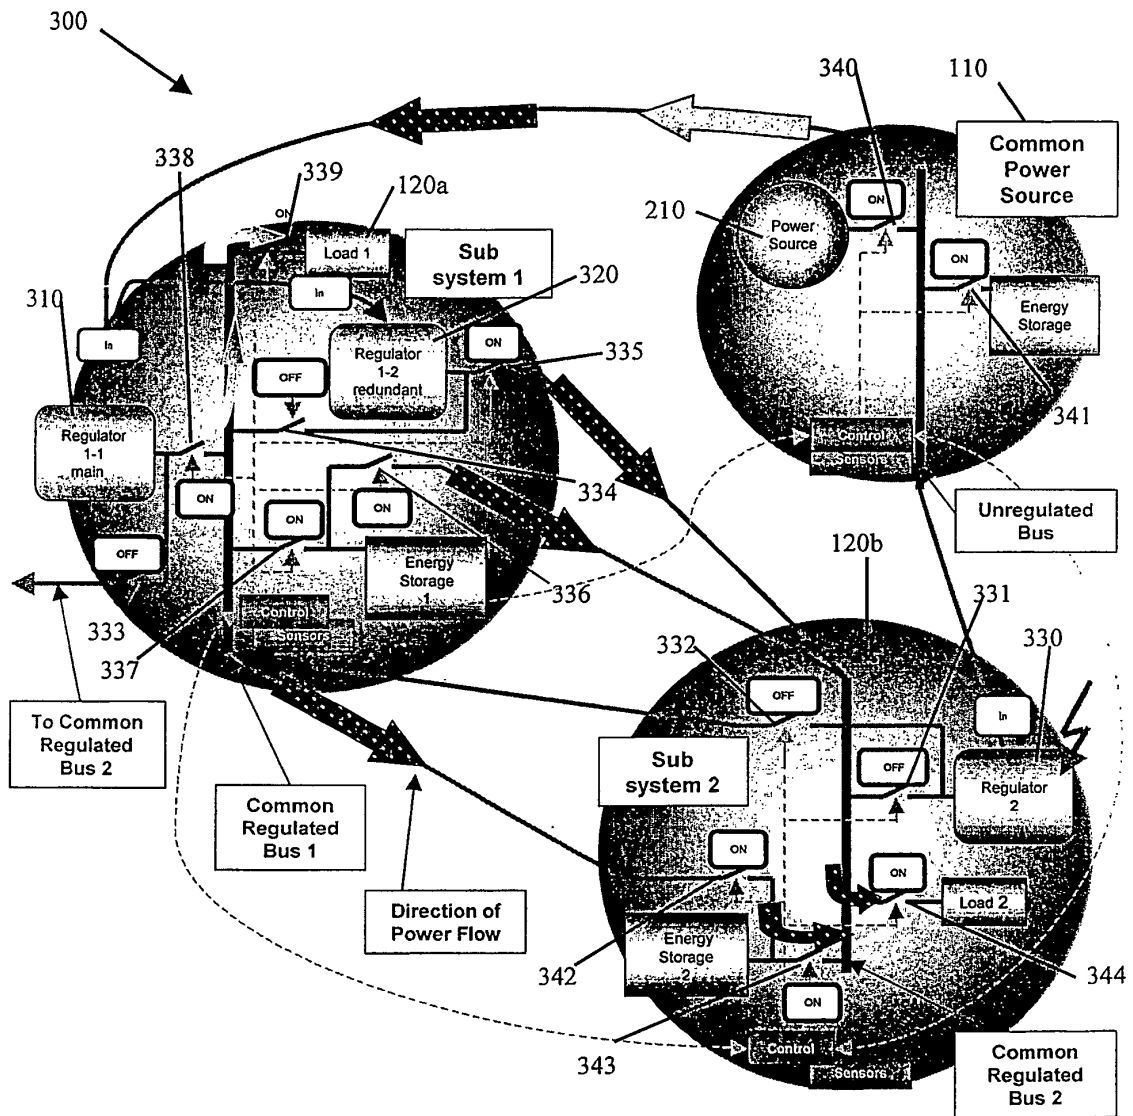 300
340
110
Common
Power
Source
338
339
120a
ON
210
Power
Source
ON
Load 1
Sub
system 1
320
ON
Energy
Storage
310
In
In
Regulator
1-2
redundant
ON
335
OFF
341
Regulator
1-1
main
Control
Sensors
ON
334
ON
ON
Unregulated
Bus
OFF
Energy
Storage
1
336
120b
331
333
Control
Sensors
337
332
330
OFF
In
To Common
Regulated
Bus 2
Sub
system 2
OFF
Regulator
2
Common
Regulated
Bus 1
ON
ON
Load 2
Direction of
Power Flow
Energy
Storage
2
342
344
ON
343
Control
Sensors
Common
Regulated
Bus 2